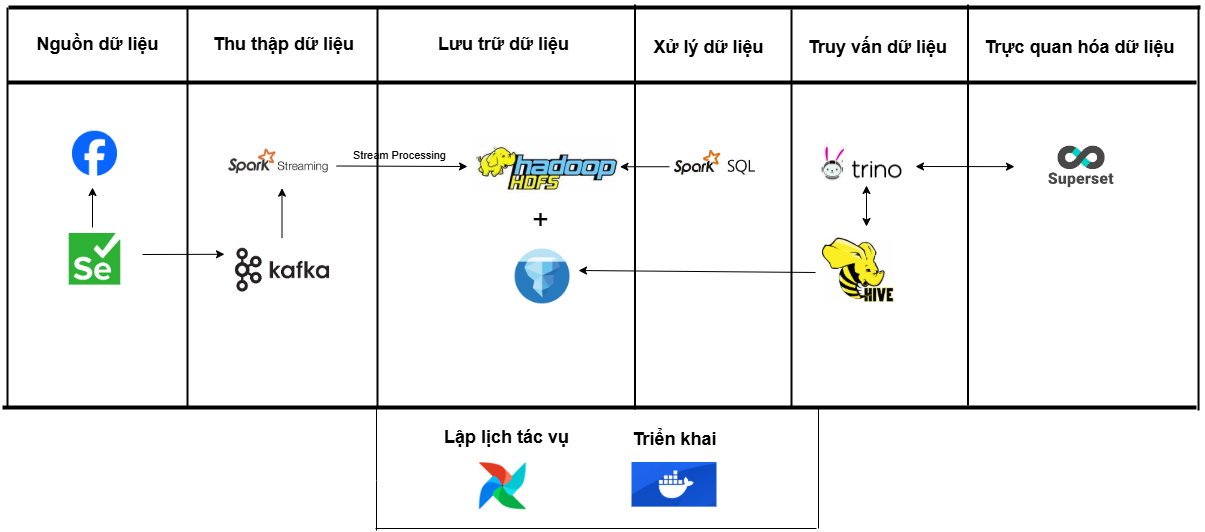 Nguồn dữ liệu
Thu thập dữ liệu
Lưu trữ dữ liệu
Xử lý dữ liệu
Truy vấn dữ liệu
Trực quan hóa dữ liệu
Spark Streaming
Stream Processing
hadoop
HDFS
Spark SQL
trino
Superset
+
Se
kafka
HIVE
Lập lịch tác vụ
Triển khai